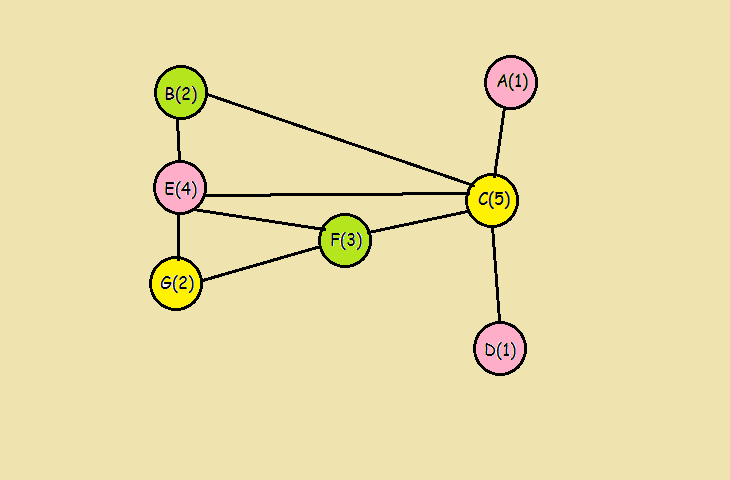 A(1)
B(2)
E(4)
C(5)
F(3)
G(2)
D(1)